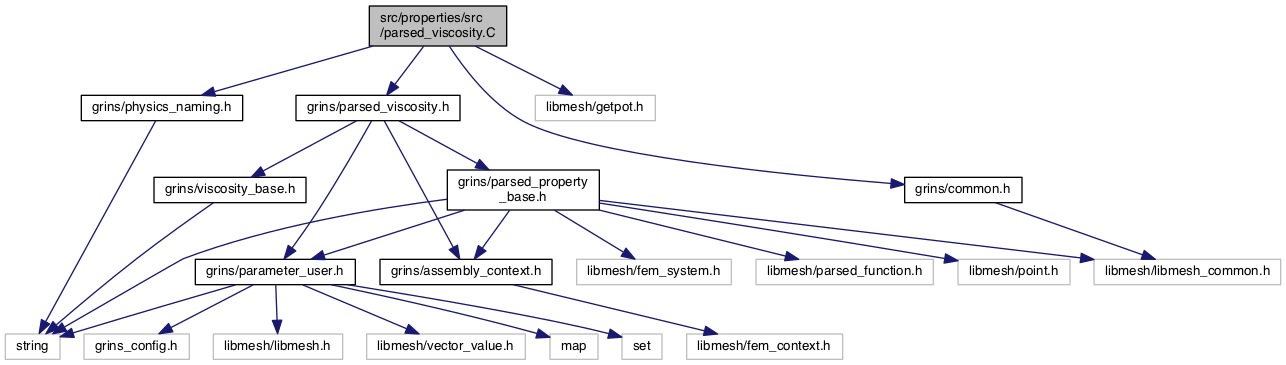 src/properties/src
/parsed_viscosity.C
grins/physics_naming.h
grins/parsed_viscosity.h
libmesh/getpot.h
grins/viscosity_base.h
grins/parsed_property
_base.h
grins/common.h
grins/parameter_user.h
grins/assembly_context.h
libmesh/fem_system.h
libmesh/parsed_function.h
libmesh/point.h
libmesh/libmesh_common.h
string
grins_config.h
libmesh/libmesh.h
libmesh/vector_value.h
map
set
libmesh/fem_context.h